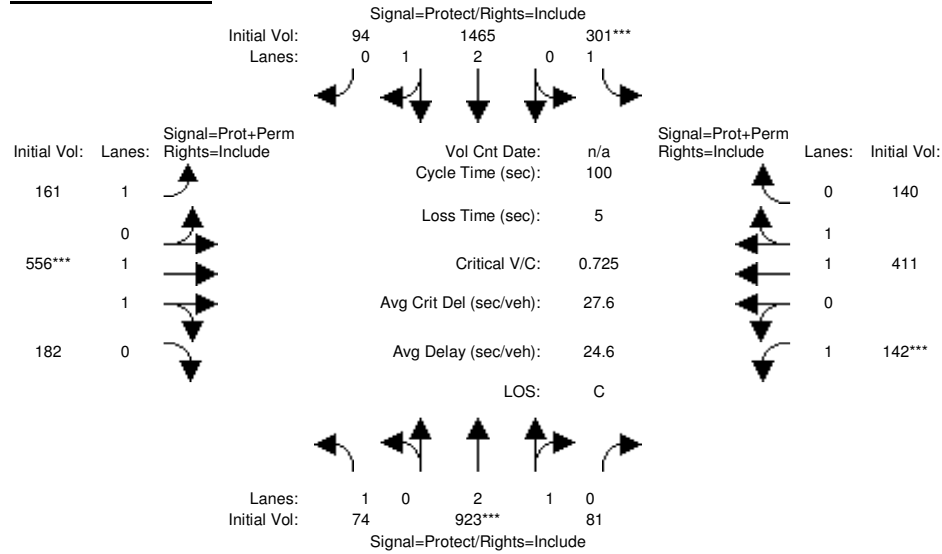 Signal=Protect/Rights=Include
Initial Vol: 94 1465 301***
Lanes: 0 1 2 0 1
Signal=Prot+Perm Signal=Prot+Perm
Initial Vol: Lanes: Rights=Include Vol Cnt Date: n/a Rights=Include Lanes: Initial Vol:
Cycle Time (sec): 100
161 1 0 140
Loss Time (sec): 5
0 1
556*** 1 Critical V/C: 0.725 1 411
1 Avg Crit Del (sec/veh): 27.6 0
182 0 Avg Delay (sec/veh): 24.6 1 142***
LOS: C
Lanes: 1 0 2 1 0
Initial Vol: 74 923*** 81
Signal=Protect/Rights=Include